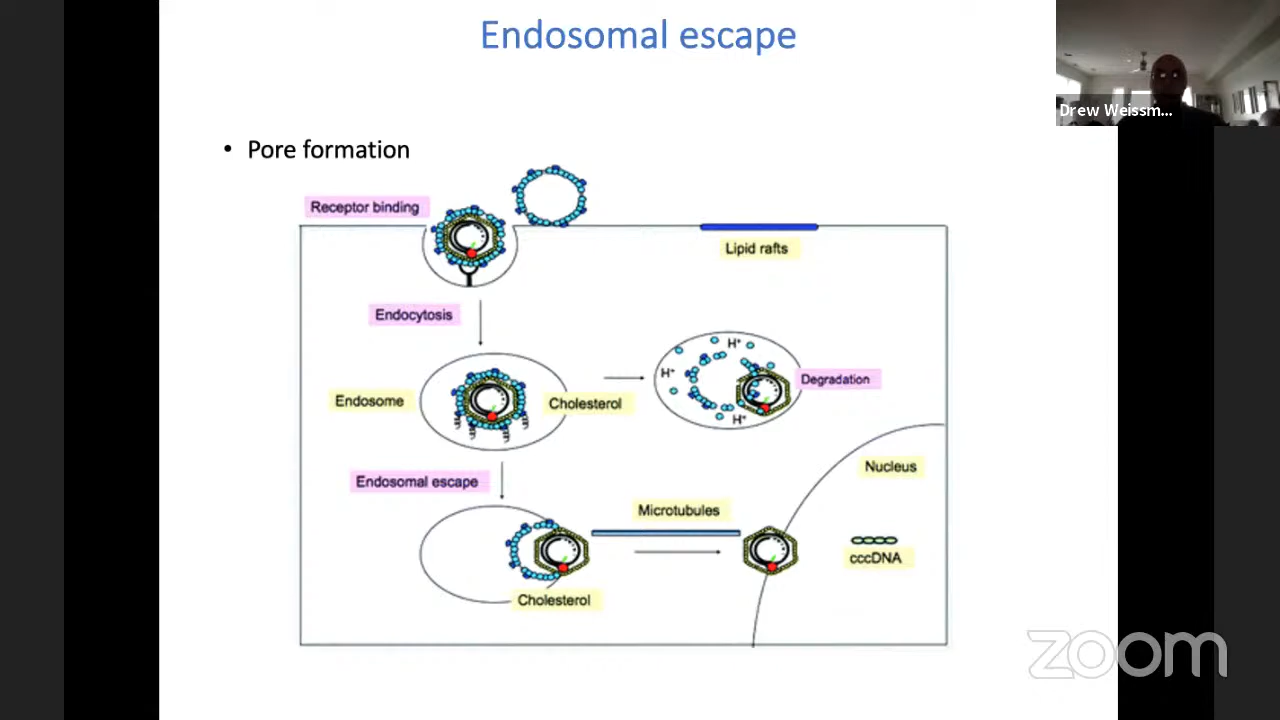 Endosomal escape
Drew Weissm...
• Pore formation
Receptor binding
Lipid rafts
Endocytosis
H⁺
H⁺
Degradation
Endosome
Cholesterol
H⁺
Nucleus
Endosomal escape
Microtubules
cccDNA
Cholesterol
zoom